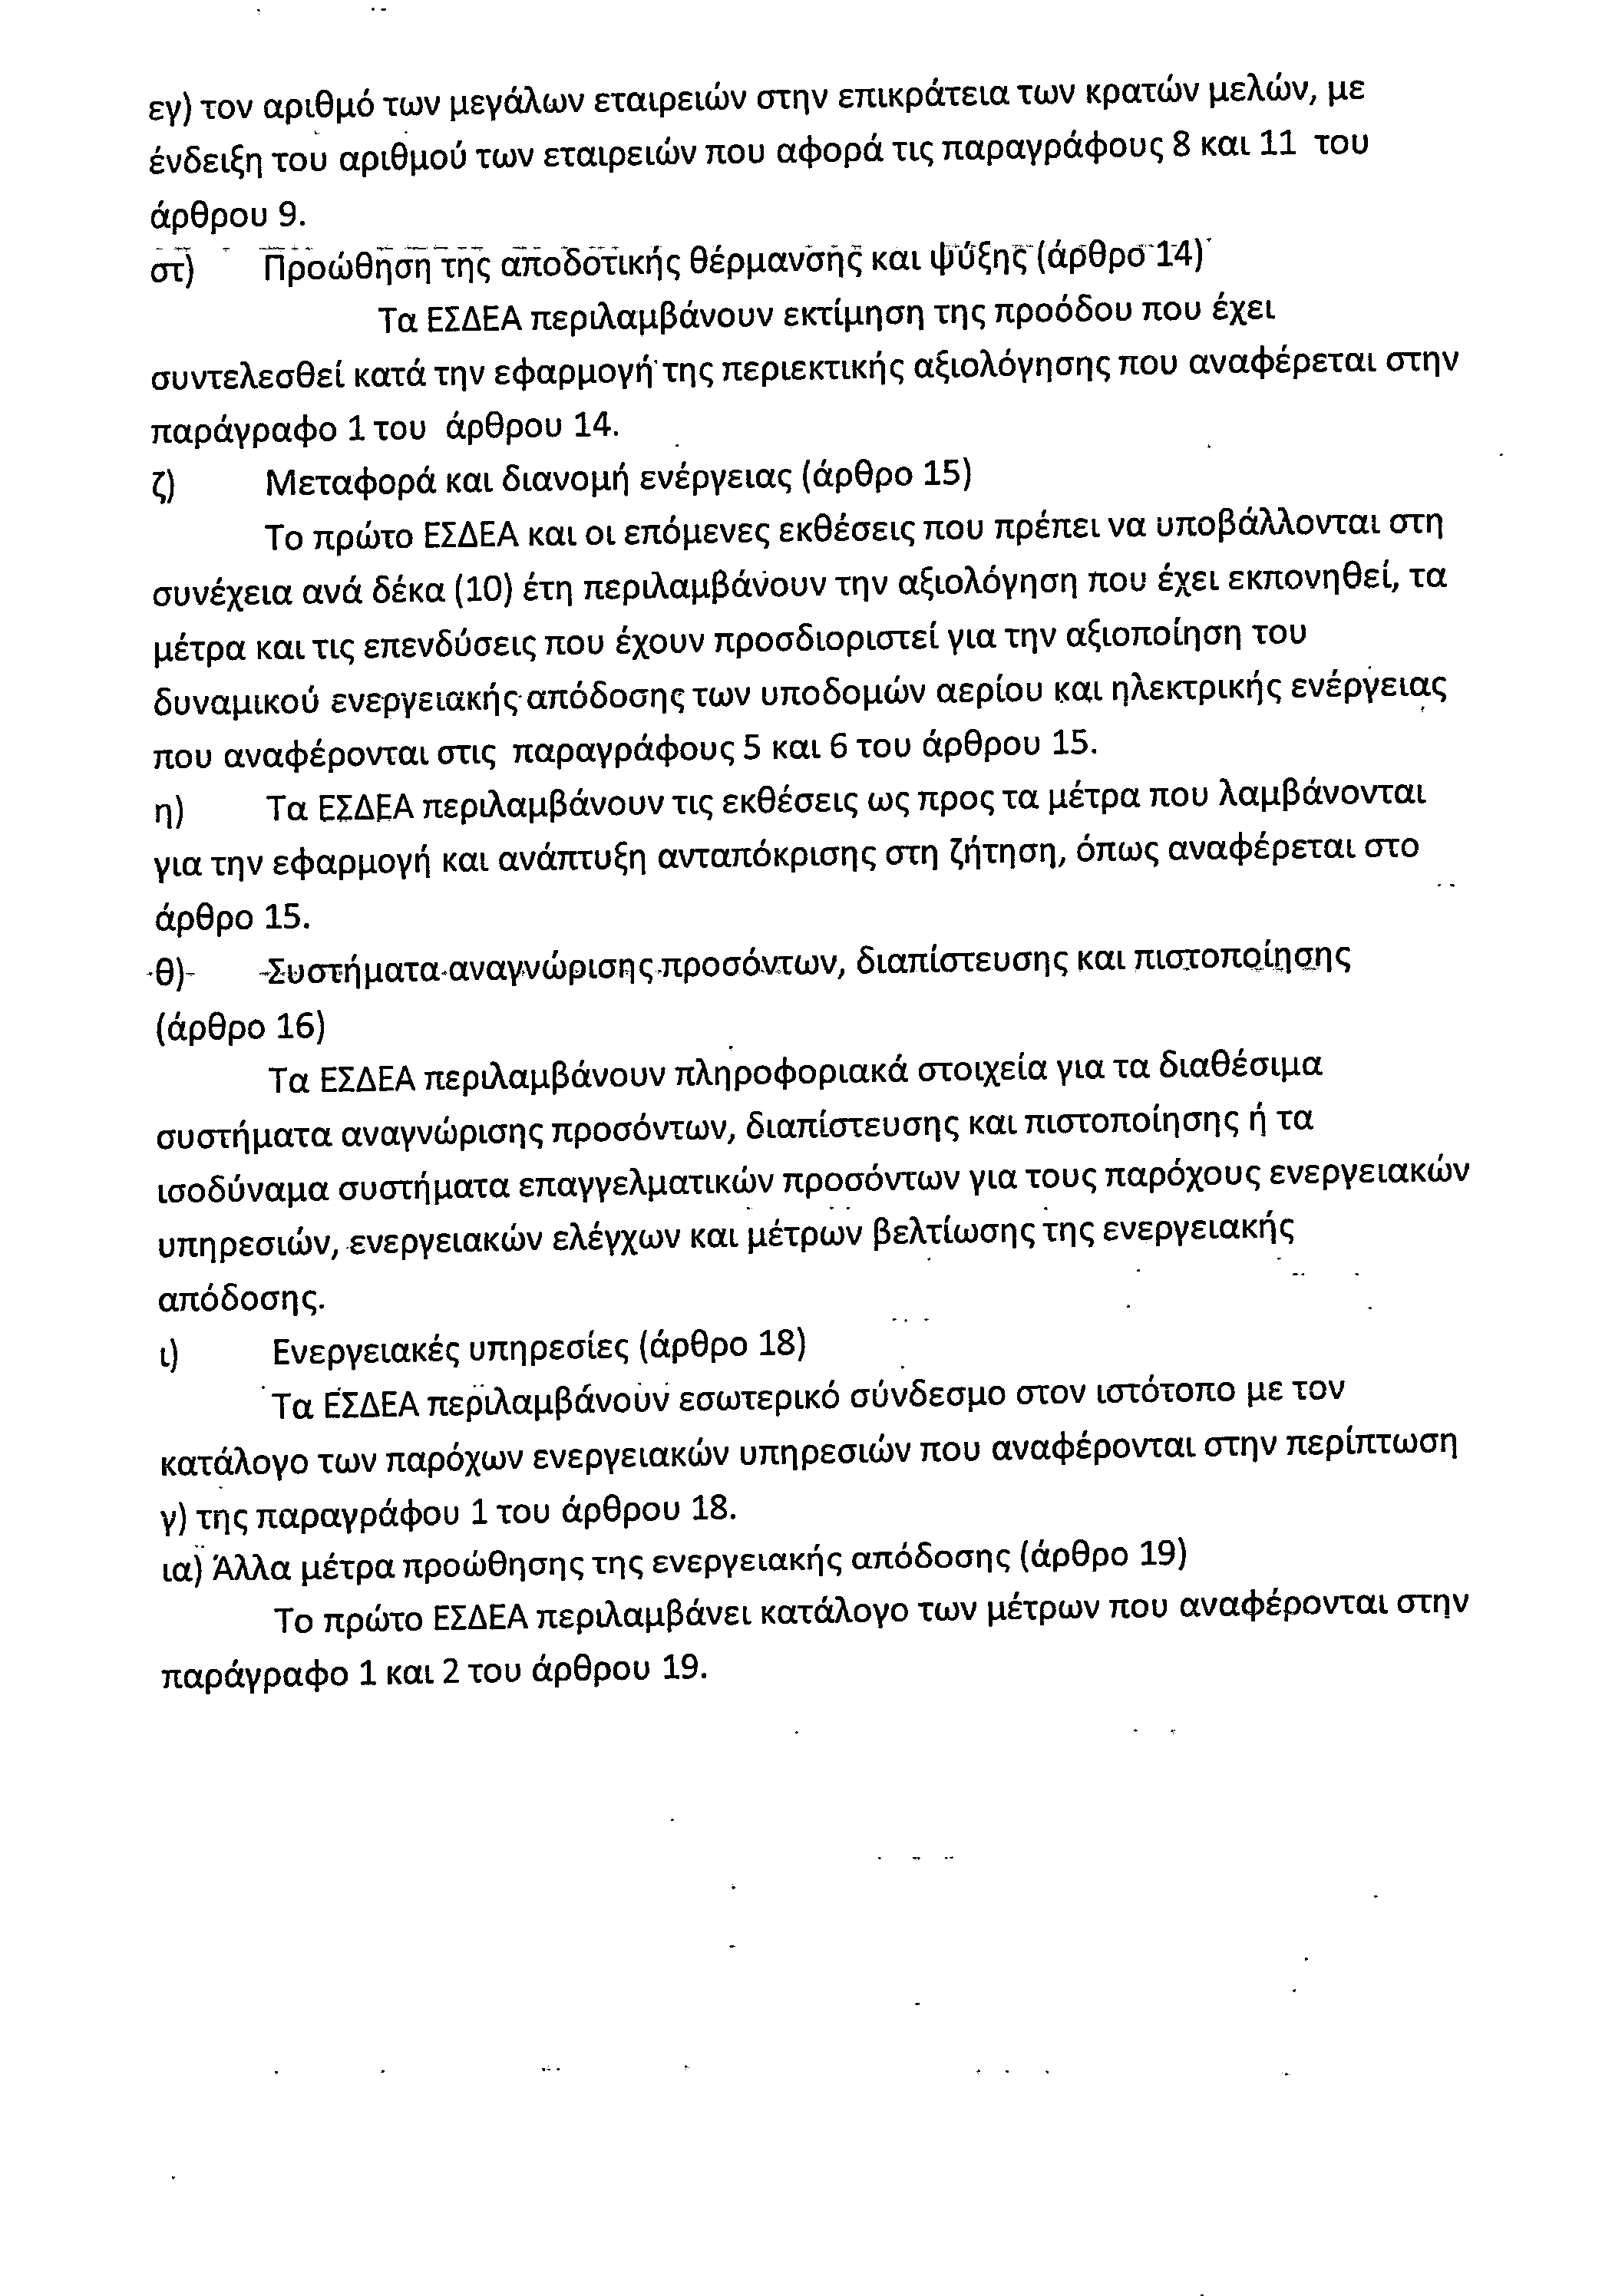 εγ) τον αριθμό των μεγάλων εταιρειών στην επικράτεια των κρατών μελών, με
ένδειξη του αριθμού των εταιρειών που αφορά τις παραγράφους 8 και 11 του
άρθρου 9.
στ) Προώθηση της αποδοτικής θέρμανσης και ψύξης (άρθρο 14)
Τα ΕΣΔΕΑ περιλαμβάνουν εκτίμηση της προόδου που έχει
συντελεσθεί κατά την εφαρμογή της περιεκτικής αξιολόγησης που αναφέρεται στην
παράγραφο 1 του άρθρου 14.
ζ) Μεταφορά και διανομή ενέργειας (άρθρο 15)
Το πρώτο ΕΣΔΕΑ και οι επόμενες εκθέσεις που πρέπει να υποβάλλονται στη
συνέχεια ανά δέκα (10) έτη περιλαμβάνουν την αξιολόγηση που έχει εκπονηθεί, τα
μέτρα και τις επενδύσεις που έχουν προσδιοριστεί για την αξιοποίηση του
δυναμικού ενεργειακής απόδοσης των υποδομών αερίου και ηλεκτρικής ενέργειας
που αναφέρονται στις παραγράφους 5 και 6 του άρθρου 15.
η) Τα ΕΣΔΕΑ περιλαμβάνουν τις εκθέσεις ως προς τα μέτρα που λαμβάνονται
για την εφαρμογή και ανάπτυξη ανταπόκρισης στη ζήτηση, όπως αναφέρεται στο
άρθρο 15.
θ) Συστήματα αναγνώρισης προσόντων, διαπίστευσης και πιστοποίησης
(άρθρο 16)
Τα ΕΣΔΕΑ περιλαμβάνουν πληροφοριακά στοιχεία για τα διαθέσιμα
συστήματα αναγνώρισης προσόντων, διαπίστευσης και πιστοποίησης ή τα
ισοδύναμα συστήματα επαγγελματικών προσόντων για τους παρόχους ενεργειακών
υπηρεσιών, ενεργειακών ελέγχων και μέτρων βελτίωσης της ενεργειακής
απόδοσης.
ι) Ενεργειακές υπηρεσίες (άρθρο 18)
Τα ΕΣΔΕΑ περιλαμβάνουν εσωτερικό σύνδεσμο στον ιστότοπο με τον
κατάλογο των παρόχων ενεργειακών υπηρεσιών που αναφέρονται στην περίπτωση
γ) της παραγράφου 1 του άρθρου 18.
ια) Άλλα μέτρα προώθησης της ενεργειακής απόδοσης (άρθρο 19)
Το πρώτο ΕΣΔΕΑ περιλαμβάνει κατάλογο των μέτρων που αναφέρονται στην
παράγραφο 1 και 2 του άρθρου 19.